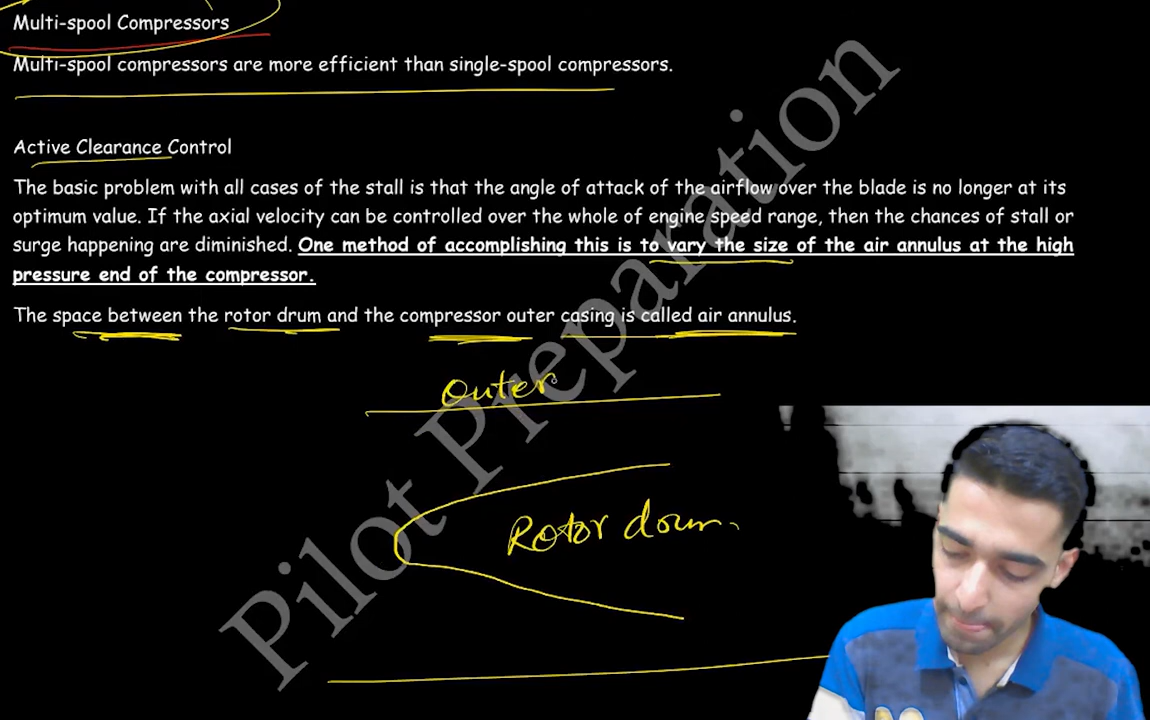 Multi-spool Compressors
Multi-spool compressors are more efficient than single-spool compressors.
Active Clearance Control
The basic problem with all cases of the stall is that the angle of attack of the airflow over the blade is no longer at its
optimum value. If the axial velocity can be controlled over the whole of engine speed range, then the chances of stall or
surge happening are diminished. One method of accomplishing this is to vary the size of the air annulus at the high
pressure end of the compressor.
The space between the rotor drum and the compressor outer casing is called air annulus.
Outer
Rotor drum
Pilot Preparation